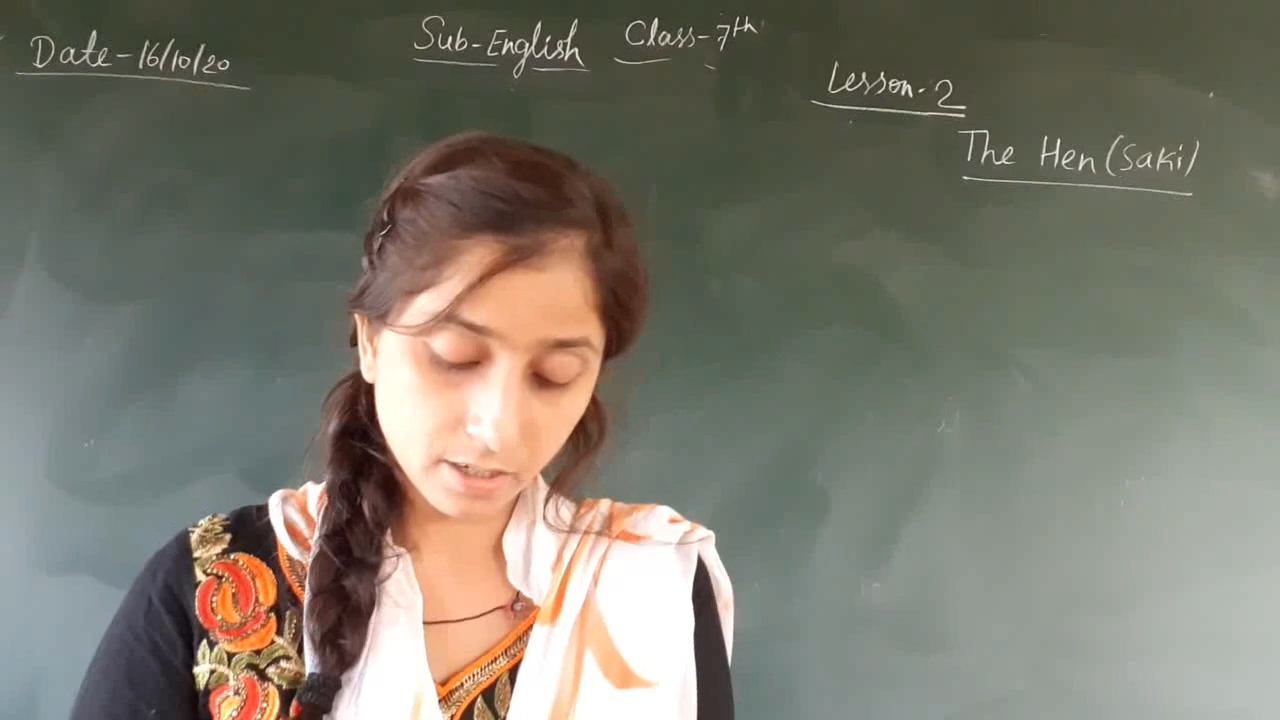 Date-16/10/20
Sub-English Class-7th
Lesson-2
The Hen (Saki)